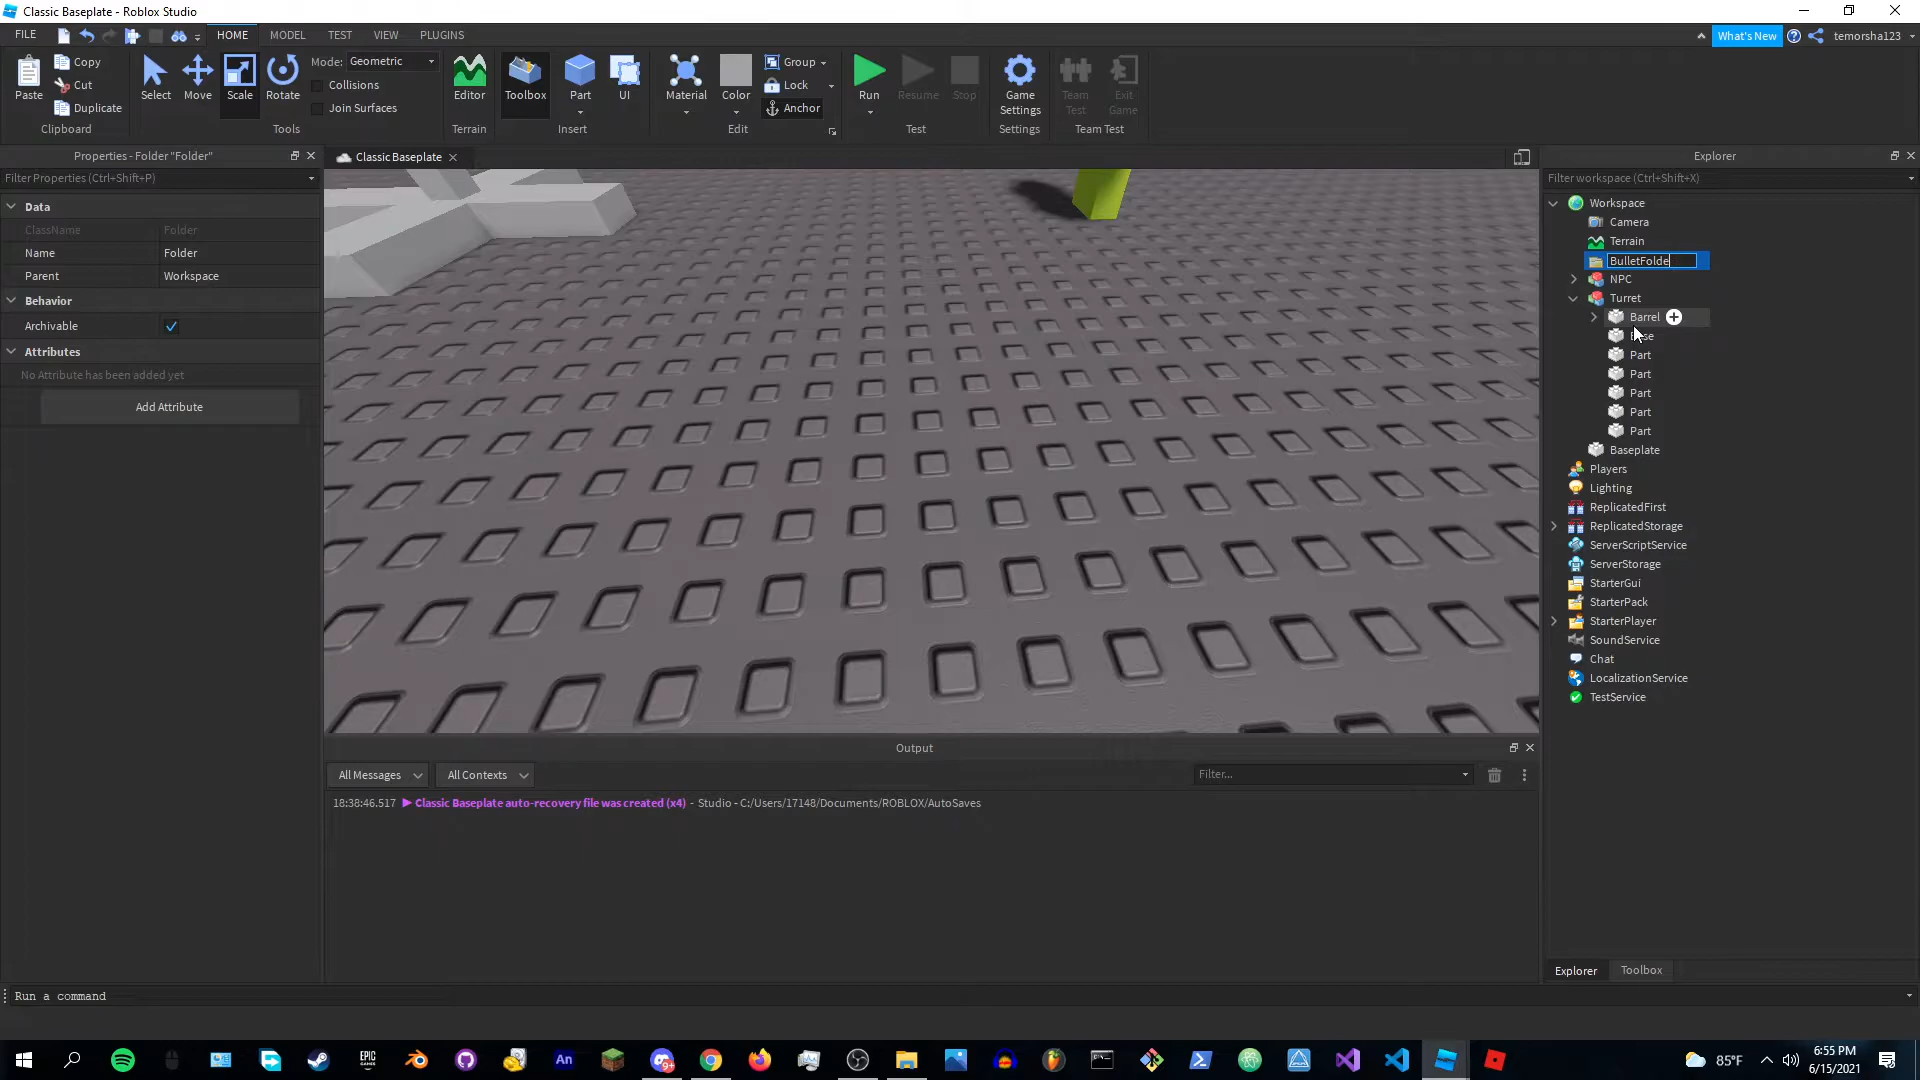 Classic Baseplate - Roblox Studio
FILE HOME MODEL TEST VIEW PLUGINS What's New temorsha123
Paste Copy Cut Duplicate Clipboard
Select Move Scale Rotate Mode: Geometric Collisions Join Surfaces Tools
Editor Terrain
Toolbox Part UI Insert
Material Color Group Lock Anchor Edit
Run Resume Stop Test
Game Settings Settings
Team Test Exit Game Team Test
Properties - Folder "Folder"
Filter Properties (Ctrl+Shift+P)
Data
ClassName Folder
Name Folder
Parent Workspace
Behavior
Archivable
Attributes
No Attribute has been added yet
Add Attribute
Classic Baseplate
Explorer
Filter workspace (Ctrl+Shift+X)
Workspace
Camera
Terrain
BulletFolde
NPC
Turret
Barrel
Part
Part
Part
Part
Part
Baseplate
Players
Lighting
ReplicatedFirst
ReplicatedStorage
ServerScriptService
ServerStorage
StarterGui
StarterPack
StarterPlayer
SoundService
Chat
LocalizationService
TestService
Explorer Toolbox
Output
All Messages All Contexts Filter...
18:38:46.517 Classic Baseplate auto-recovery file was created (x4) - Studio - C:/Users/17148/Documents/ROBLOX/AutoSaves
Run a command
EPIC GAMES
An
9+
85°F
6:55 PM
6/15/2021